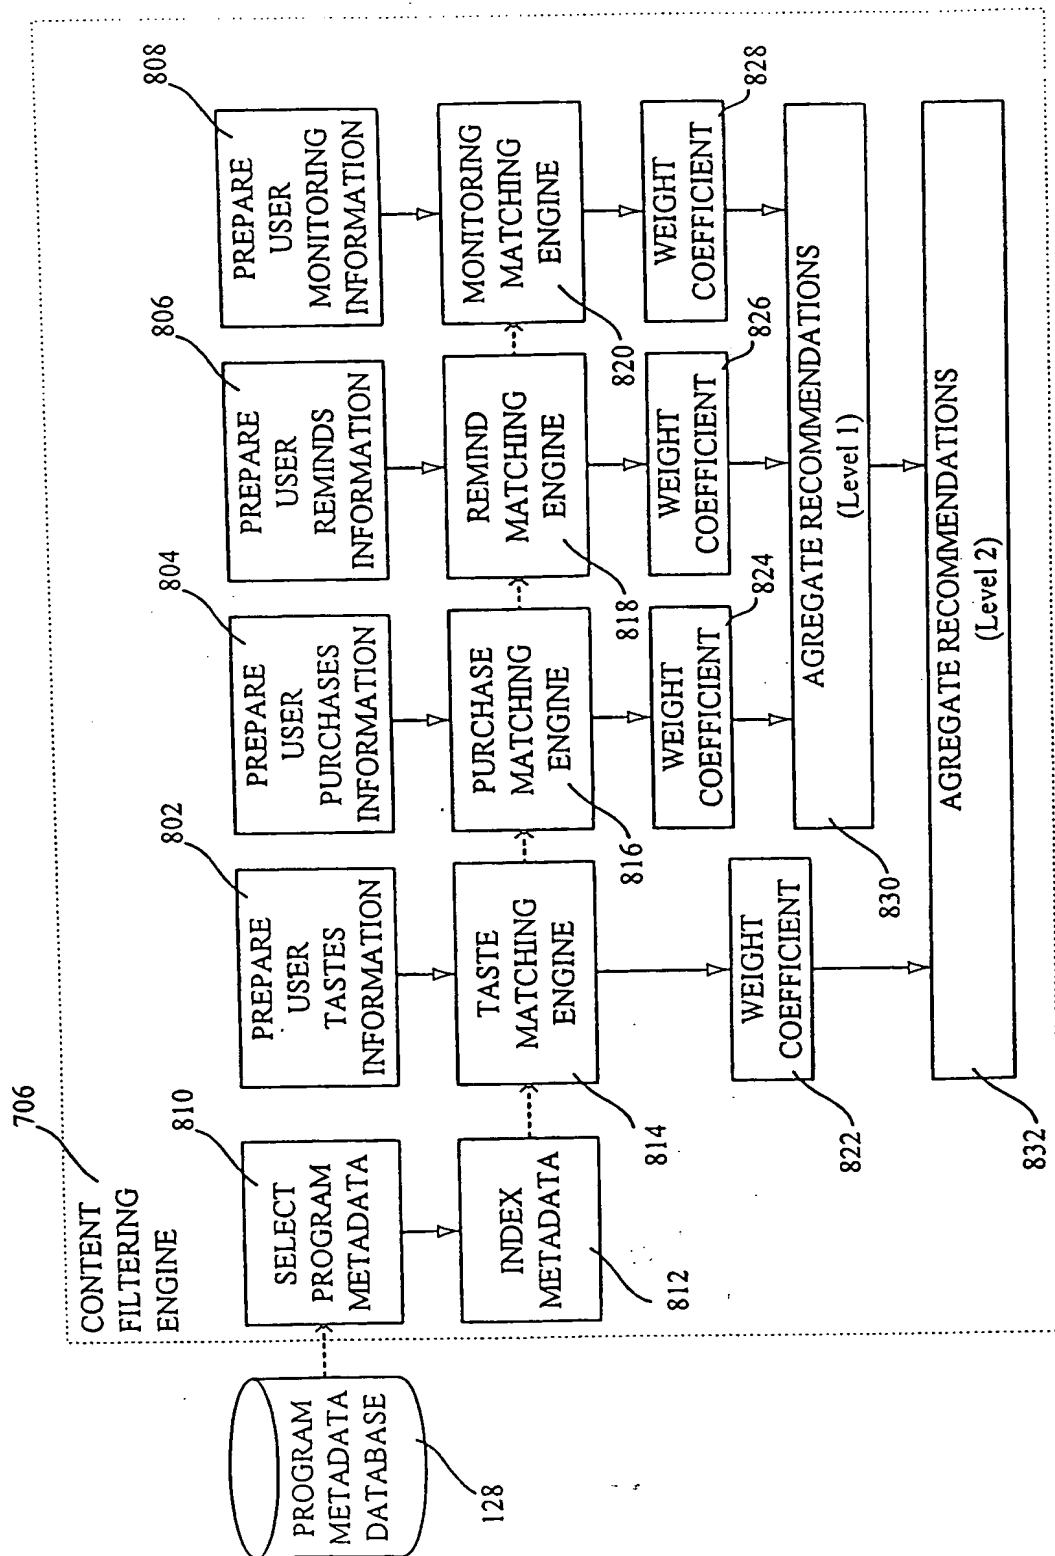 CONTENT
FILTERING
ENGINE
706
PROGRAM
METADATA
DATABASE
128
810
SELECT
PROGRAM
METADATA
INDEX
METADATA
812
802
PREPARE
USER
TASTES
INFORMATION
TASTE
MATCHING
ENGINE
814
WEIGHT
COEFFICIENT
822
804
PREPARE
USER
PURCHASES
INFORMATION
PURCHASE
MATCHING
ENGINE
816
WEIGHT
COEFFICIENT
824
806
PREPARE
USER
REMINDS
INFORMATION
REMIND
MATCHING
ENGINE
818
WEIGHT
COEFFICIENT
826
808
PREPARE
USER
MONITORING
INFORMATION
MONITORING
MATCHING
ENGINE
820
WEIGHT
COEFFICIENT
828
AGREGATE RECOMMENDATIONS
(Level 1)
830
AGREGATE RECOMMENDATIONS
(Level 2)
832